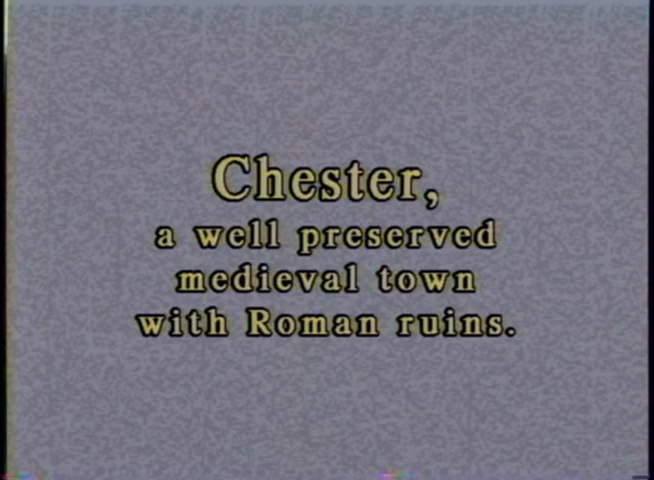 Chester,
a well preserved
medieval town
with Roman ruins.